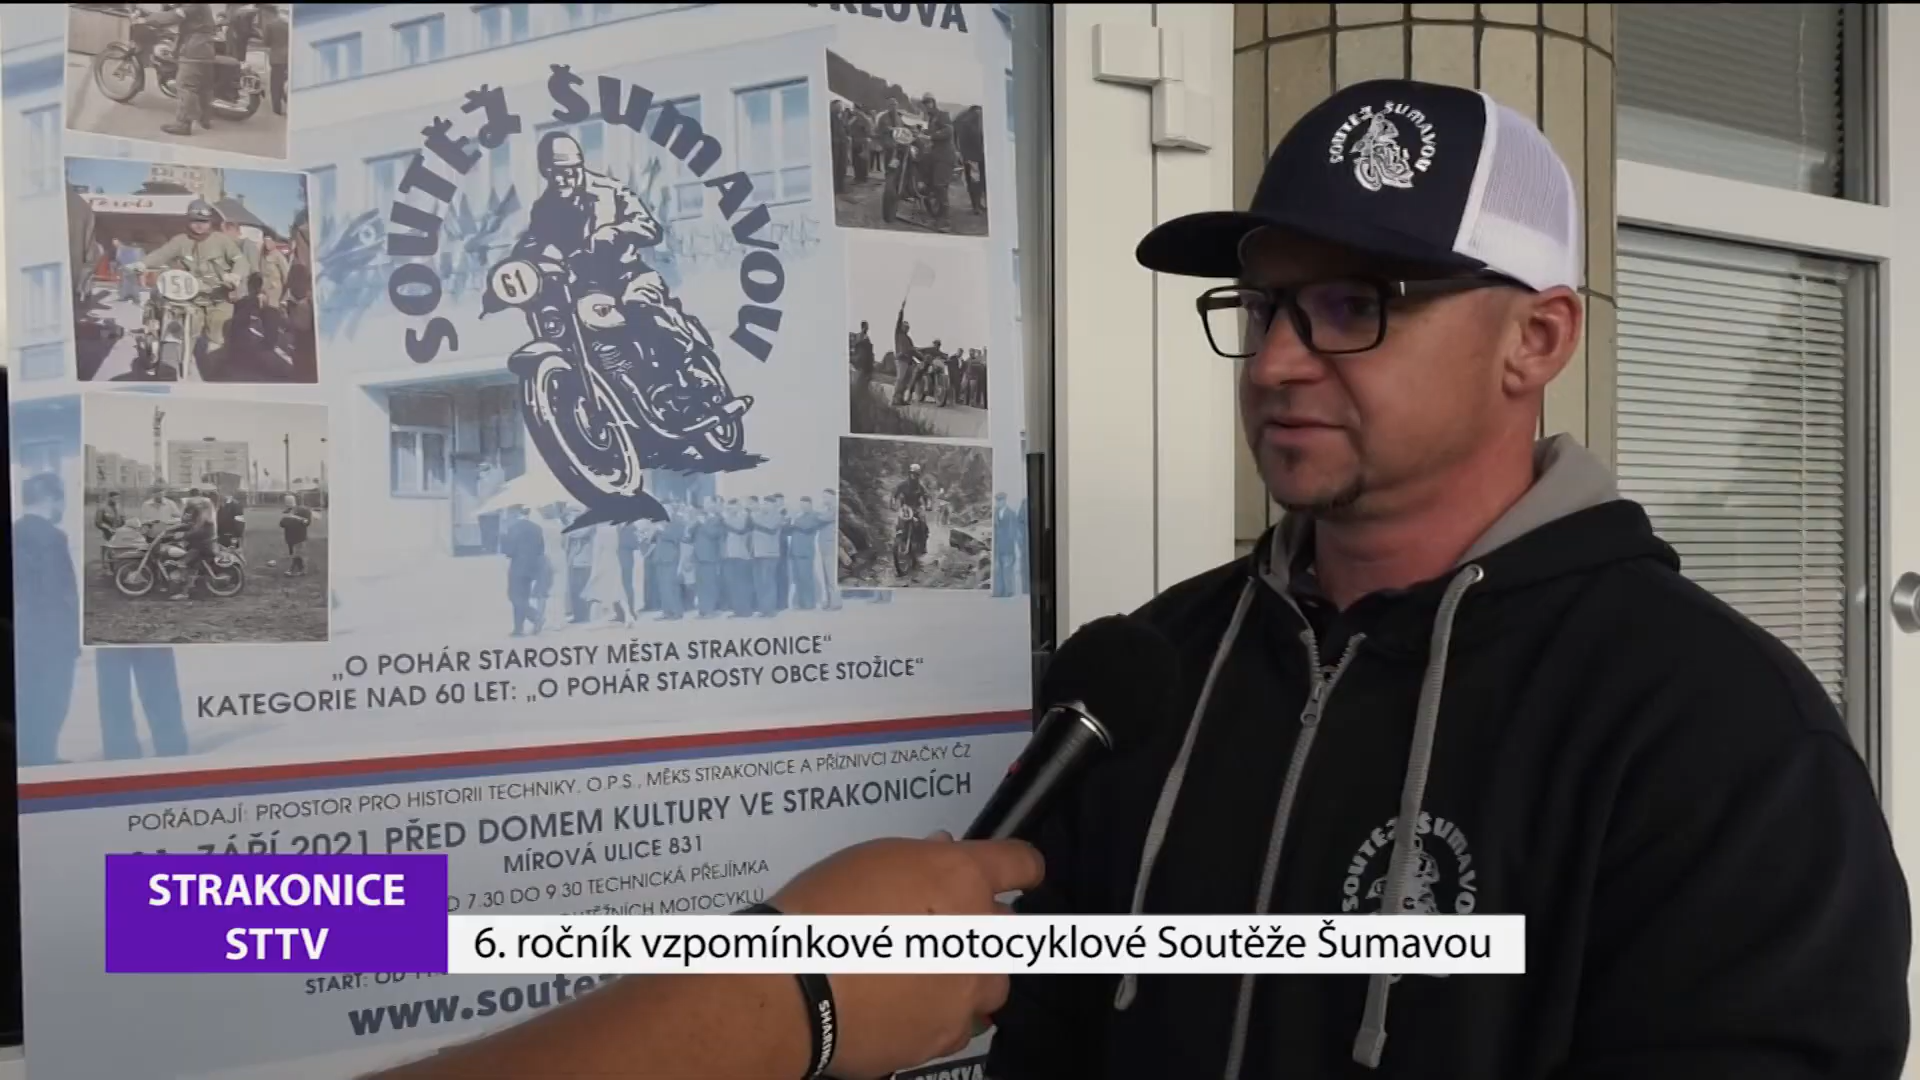 SOUTĚŽ ŠUMAVOU
61
150
SOUTĚŽ ŠUMAVOU
„O POHÁR STAROSTY MĚSTA STRAKONICE“
KATEGORIE NAD 60 LET: „O POHÁR STAROSTY OBCE STOŽICE“
POŘÁDAJÍ: PROSTOR PRO HISTORII TECHNIKY, O.P.S., MĚKS STRAKONICE A PŘÍZNIVCI ZNAČKY ČZ
ZÁŘÍ 2021 PŘED DOMEM KULTURY VE STRAKONICÍCH
MÍROVÁ ULICE 831
7.30 DO 9.30 TECHNICKÁ PŘEJÍMKA
MOTOCYKLŮ
START: OD
www.soutez
SOUTĚŽ ŠUMAVOU
STRAKONICE
STTV
6. ročník vzpomínkové motocyklové Soutěže Šumavou